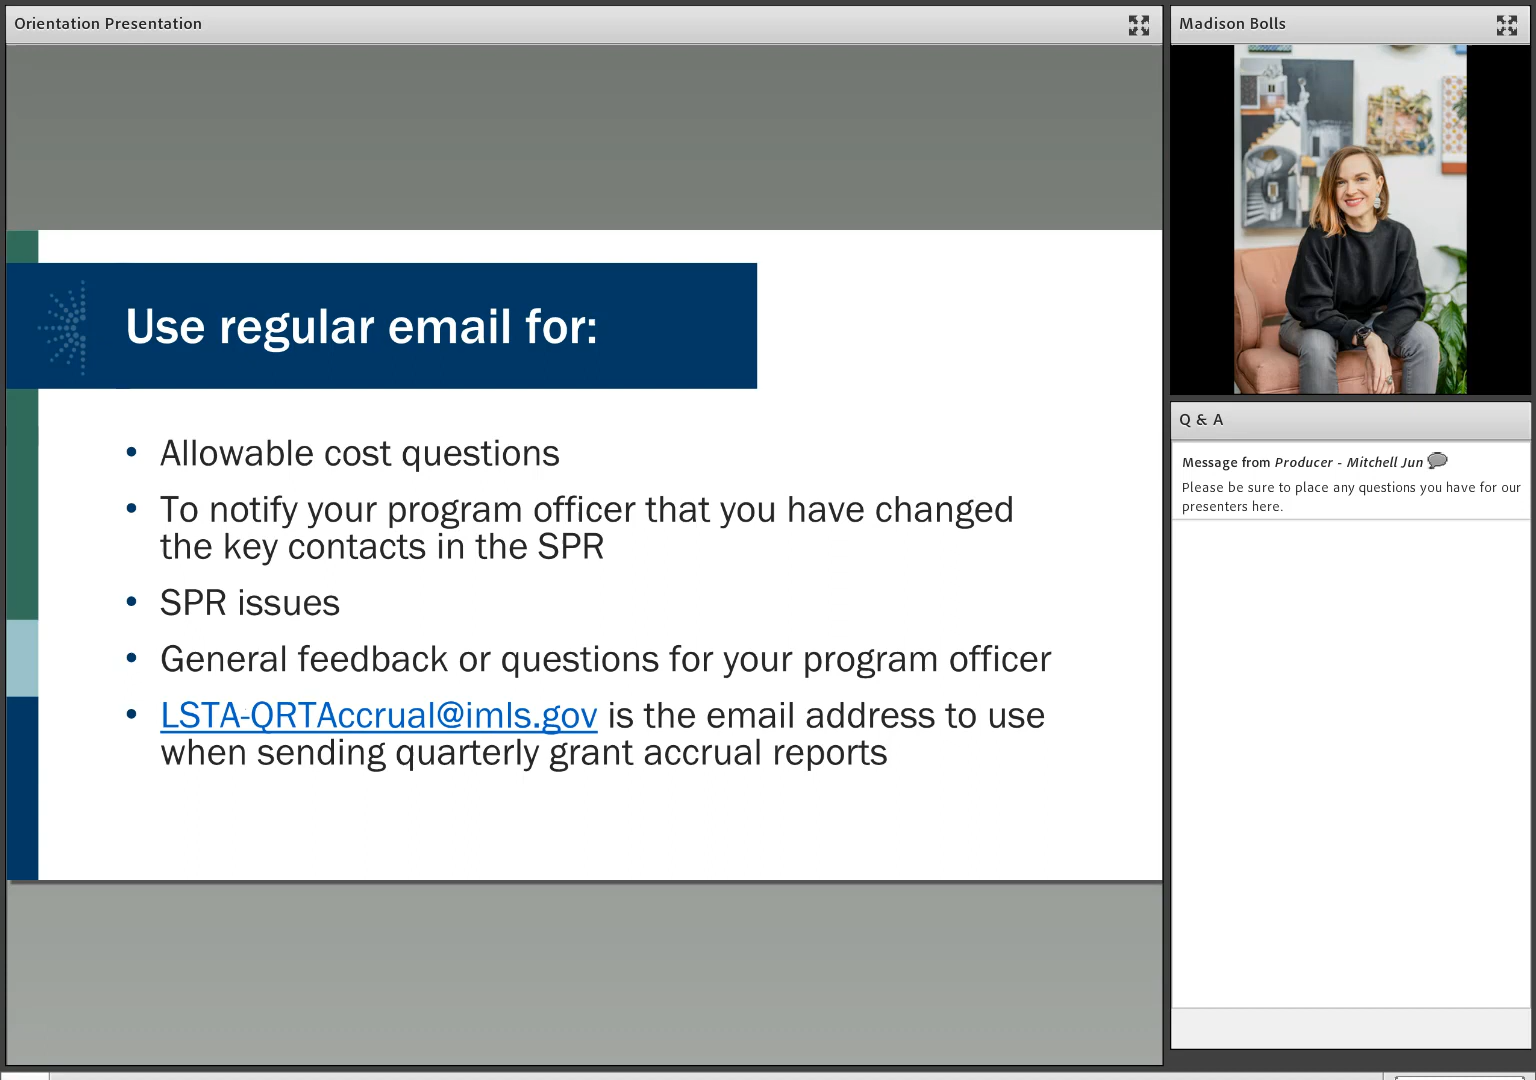 Orientation Presentation
Use regular email for:
• Allowable cost questions
• To notify your program officer that you have changed
the key contacts in the SPR
• SPR issues
• General feedback or questions for your program officer
• LSTA-QRTAccrual@imls.gov is the email address to use
when sending quarterly grant accrual reports
Madison Bolls
Q & A
Message from Producer - Mitchell Jun
Please be sure to place any questions you have for our
presenters here.